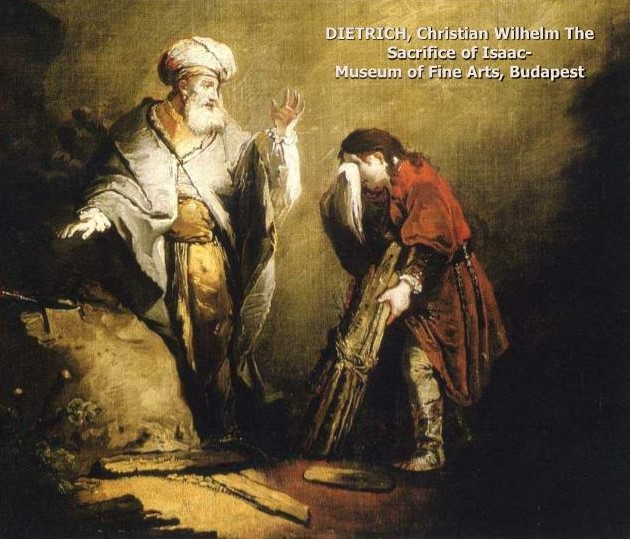 DIETRICH, Christian Wilhelm The
Sacrifice of Isaac-
Museum of Fine Arts, Budapest